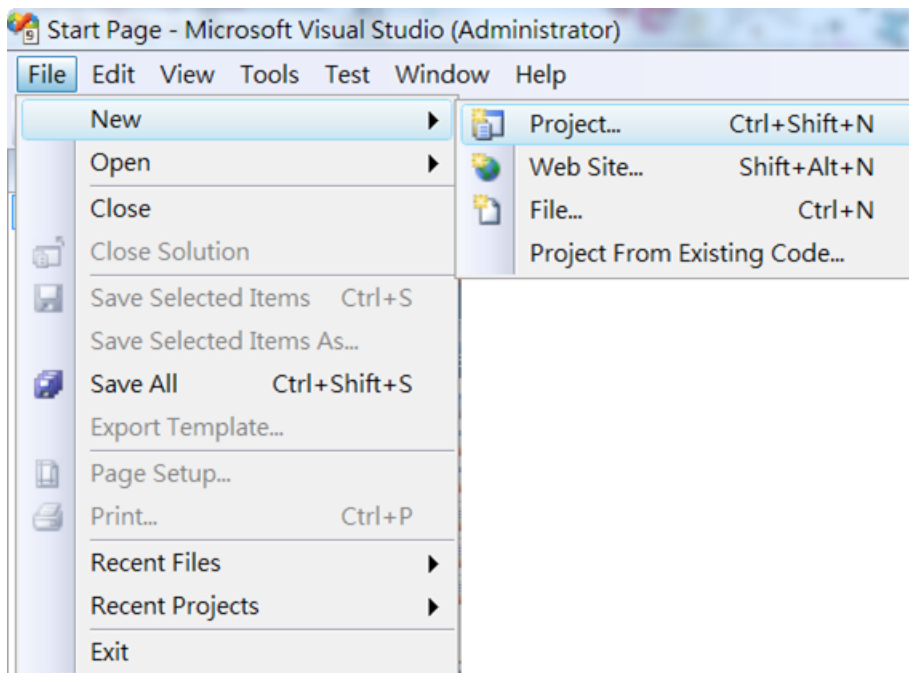 Start Page - Microsoft Visual Studio (Administrator)
File Edit View Tools Test Window Help
New
Project... Ctrl+Shift+N
Open
Web Site... Shift+Alt+N
Close
File... Ctrl+N
Close Solution
Project From Existing Code...
Save Selected Items Ctrl+S
Save Selected Items As...
Save All Ctrl+Shift+S
Export Template...
Page Setup...
Print... Ctrl+P
Recent Files
Recent Projects
Exit